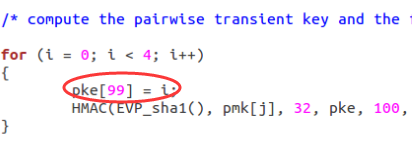 /* compute the pairwise transient key and the
for (i = 0; i < 4; i++)
{
pke[99] = i;
HMAC(EVP_sha1(), pmk[j], 32, pke, 100,
}